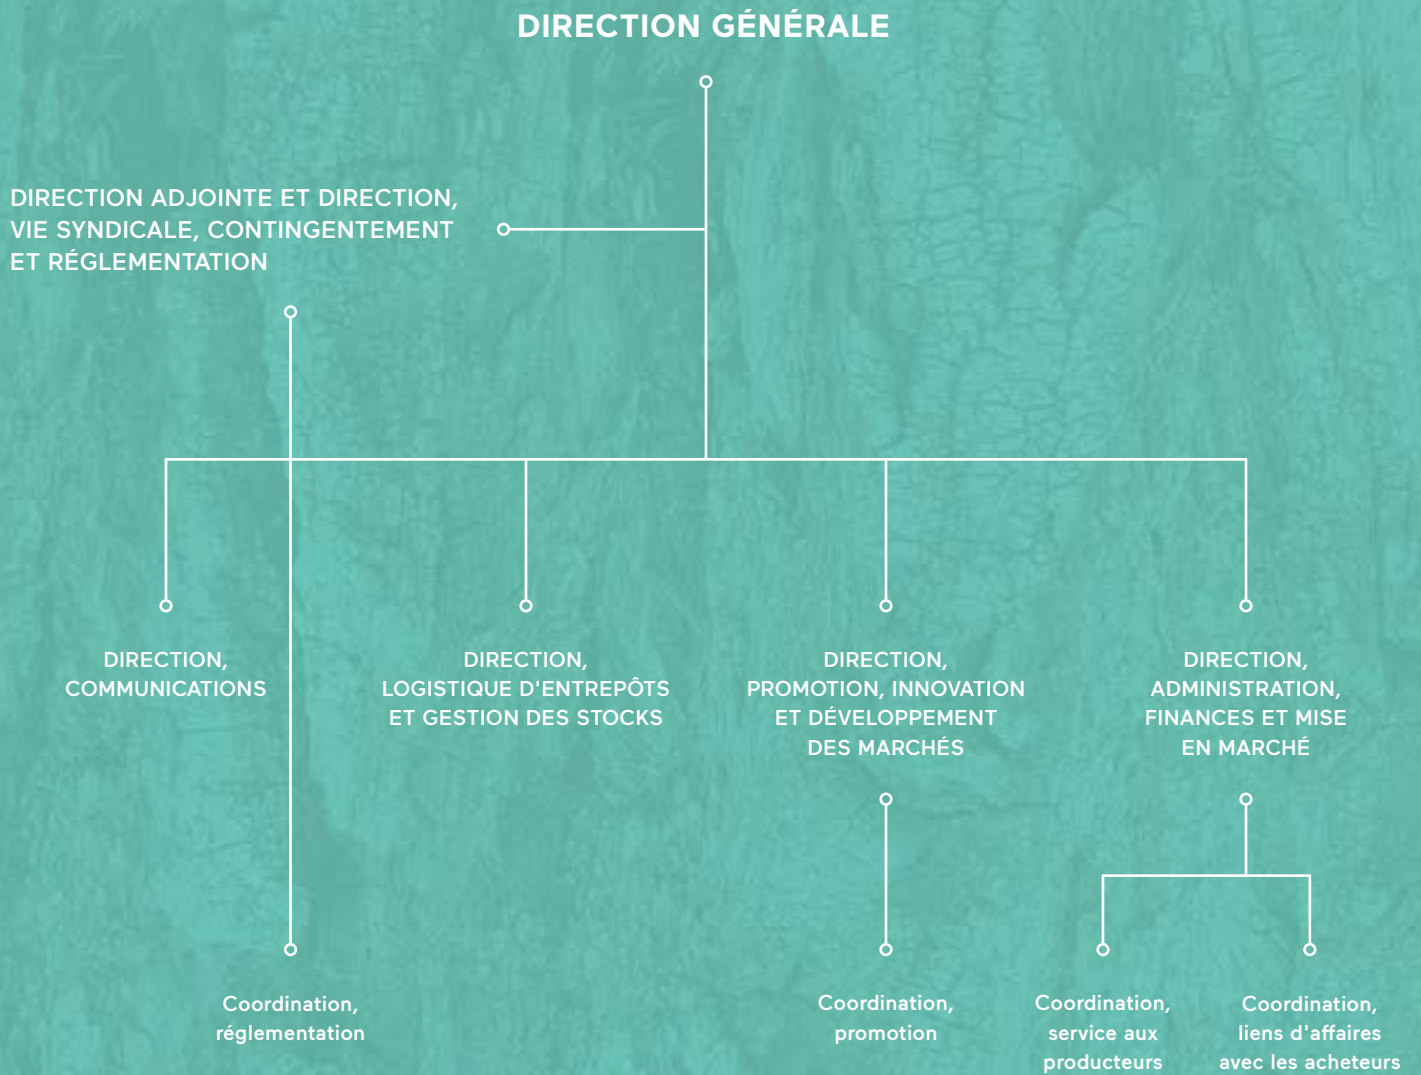 DIRECTION GÉNÉRALE
DIRECTION ADJOINTE ET DIRECTION,
VIE SYNDICALE, CONTINGENTEMENT
ET RÉGLEMENTATION
DIRECTION,
COMMUNICATIONS
DIRECTION,
LOGISTIQUE D'ENTREPÔTS
ET GESTION DES STOCKS
DIRECTION,
PROMOTION, INNOVATION
ET DÉVELOPPEMENT
DES MARCHÉS
DIRECTION,
ADMINISTRATION,
FINANCES ET MISE
EN MARCHÉ
Coordination,
réglementation
Coordination,
promotion
Coordination,
service aux
producteurs
Coordination,
liens d'affaires
avec les acheteurs